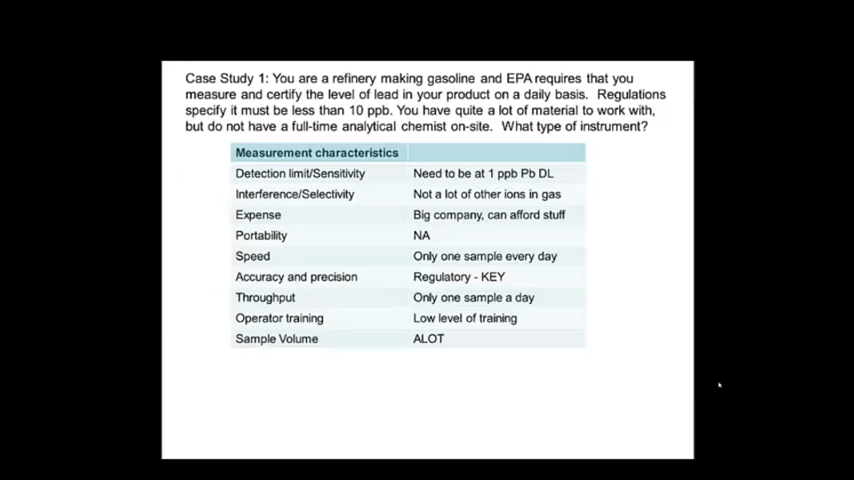 Case Study 1: You are a refinery making gasoline and EPA requires that you
measure and certify the level of lead in your product on a daily basis. Regulations
specify it must be less than 10 ppb. You have quite a lot of material to work with,
but do not have a full-time analytical chemist on-site. What type of instrument?
Measurement characteristics
Detection limit/Sensitivity Need to be at 1 ppb Pb DL
Interference/Selectivity Not a lot of other ions in gas
Expense Big company, can afford stuff
Portability NA
Speed Only one sample every day
Accuracy and precision Regulatory - KEY
Throughput Only one sample a day
Operator training Low level of training
Sample Volume ALOT